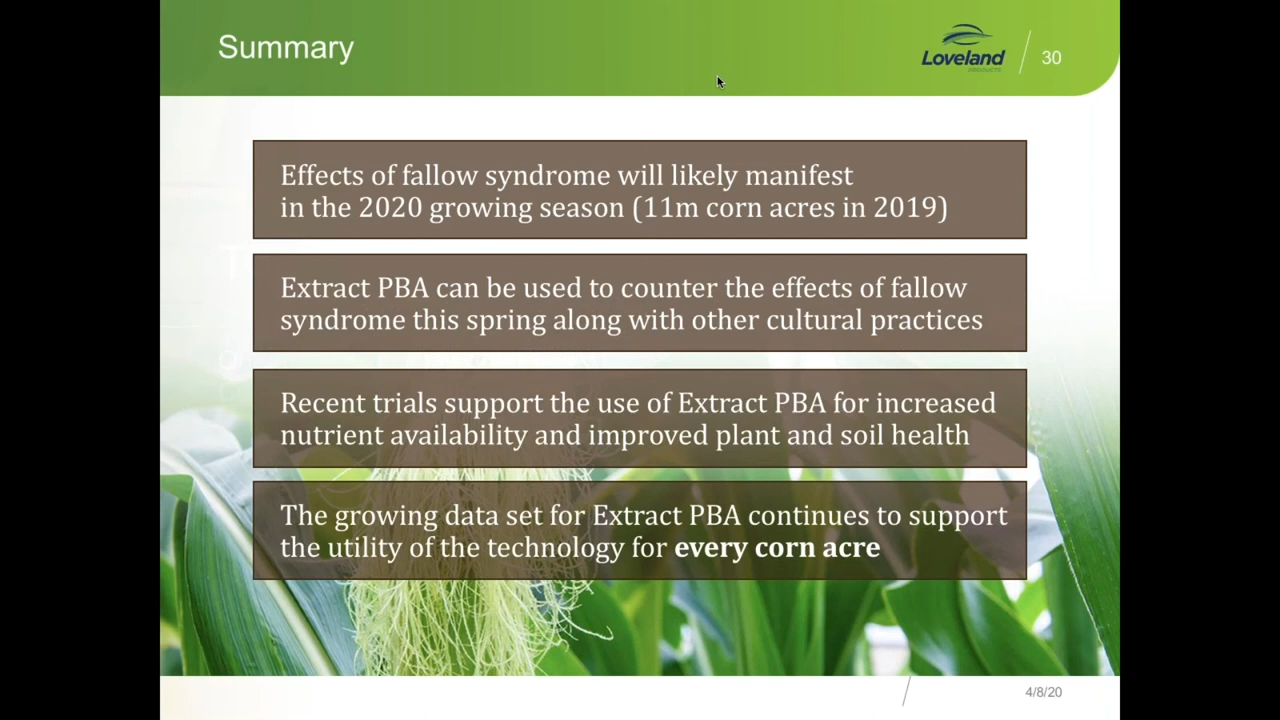 Summary
Loveland
PRODUCTS
30
Effects of fallow syndrome will likely manifest
in the 2020 growing season (11m corn acres in 2019)
Extract PBA can be used to counter the effects of fallow
syndrome this spring along with other cultural practices
Recent trials support the use of Extract PBA for increased
nutrient availability and improved plant and soil health
The growing data set for Extract PBA continues to support
the utility of the technology for every corn acre
4/8/20